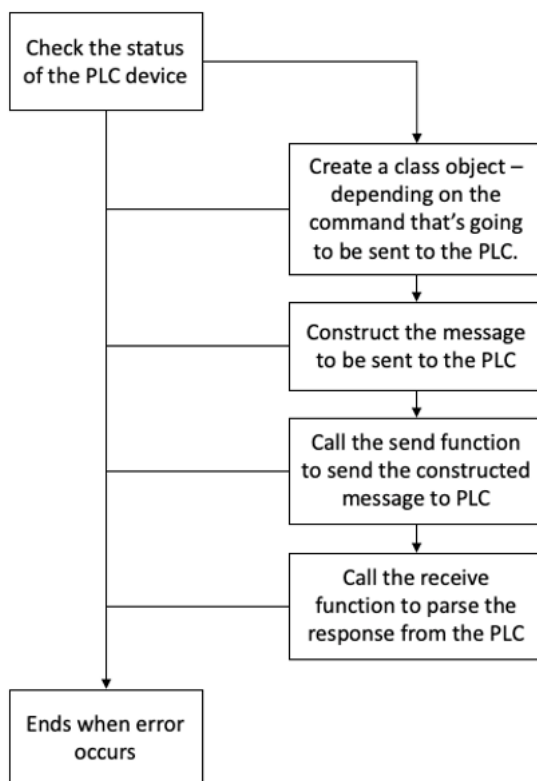 Check the status
of the PLC device
Create a class object –
depending on the
command that's going
to be sent to the PLC.
Construct the message
to be sent to the PLC
Call the send function
to send the constructed
message to PLC
Call the receive
function to parse the
response from the PLC
Ends when error
occurs